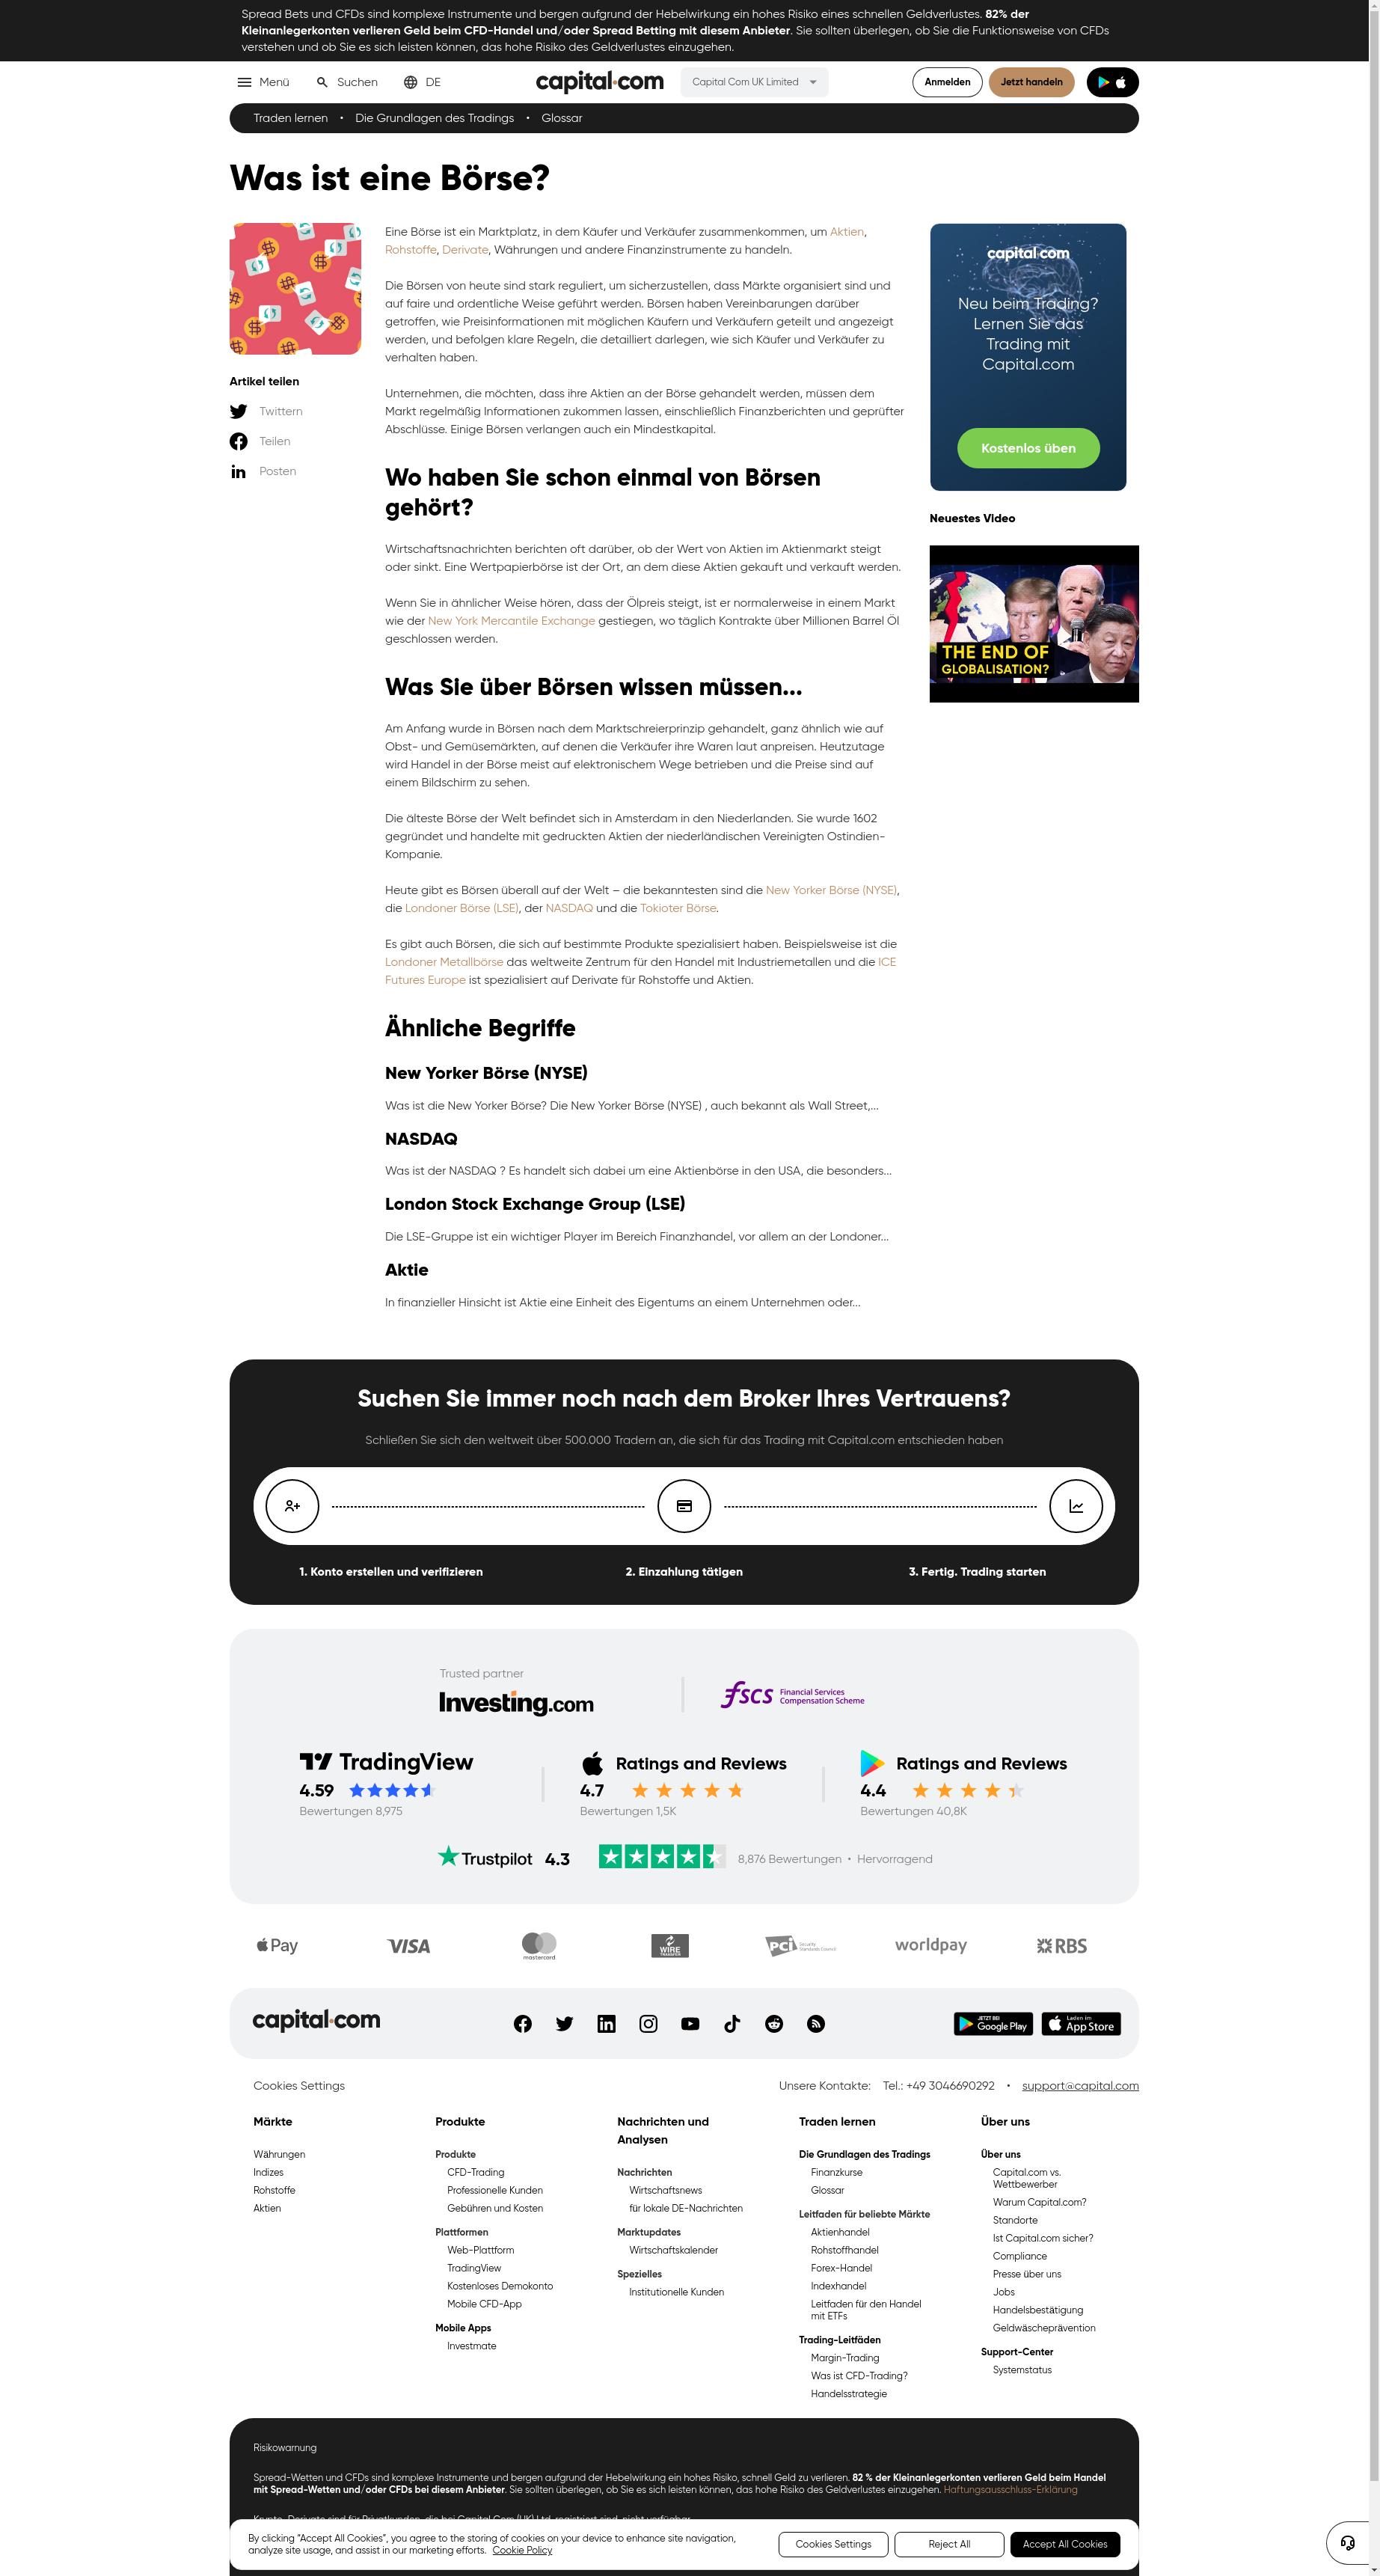 Spread Bets und CFDs sind komplexe Instrumente und bergen aufgrund der Hebelwirkung ein hohes Risiko eines schnellen Geldverlustes. 82% der
Kleinanlegerkonten verlieren Geld beim CFD-Handel und/oder Spread Betting mit diesem Anbieter. Sie sollten überlegen, ob Sie die Funktionsweise von CFDs
verstehen und ob Sie es sich leisten können, das hohe Risiko des Geldverlustes einzugehen.
Menü
Suchen
DE
capital.com
Capital Com UK Limited
Anmelden
Jetzt handeln
Traden lernen • Die Grundlagen des Tradings • Glossar
Was ist eine Börse?
Artikel teilen
Twittern
Teilen
Posten
Eine Börse ist ein Marktplatz, in dem Käufer und Verkäufer zusammenkommen, um Aktien,
Rohstoffe, Derivate, Währungen und andere Finanzinstrumente zu handeln.
Die Börsen von heute sind stark reguliert, um sicherzustellen, dass Märkte organisiert sind und
auf faire und ordentliche Weise geführt werden. Börsen haben Vereinbarungen darüber
getroffen, wie Preisinformationen mit möglichen Käufern und Verkäufern geteilt und angezeigt
werden, und befolgen klare Regeln, die detailliert darlegen, wie sich Käufer und Verkäufer zu
verhalten haben.
Unternehmen, die möchten, dass ihre Aktien an der Börse gehandelt werden, müssen dem
Markt regelmäßig Informationen zukommen lassen, einschließlich Finanzberichten und geprüfter
Abschlüsse. Einige Börsen verlangen auch ein Mindestkapital.
Wo haben Sie schon einmal von Börsen
gehört?
Wirtschaftsnachrichten berichten oft darüber, ob der Wert von Aktien im Aktienmarkt steigt
oder sinkt. Eine Wertpapierbörse ist der Ort, an dem diese Aktien gekauft und verkauft werden.
Wenn Sie in ähnlicher Weise hören, dass der Ölpreis steigt, ist er normalerweise in einem Markt
wie der New York Mercantile Exchange gestiegen, wo täglich Kontrakte über Millionen Barrel Öl
geschlossen werden.
Was Sie über Börsen wissen müssen...
Am Anfang wurde in Börsen nach dem Marktschreierprinzip gehandelt, ganz ähnlich wie auf
Obst- und Gemüsemärkten, auf denen die Verkäufer ihre Waren laut anpreisen. Heutzutage
wird Handel in der Börse meist auf elektronischem Wege betrieben und die Preise sind auf
einem Bildschirm zu sehen.
Die älteste Börse der Welt befindet sich in Amsterdam in den Niederlanden. Sie wurde 1602
gegründet und handelte mit gedruckten Aktien der niederländischen Vereinigten Ostindien-
Kompanie.
Heute gibt es Börsen überall auf der Welt – die bekanntesten sind die New Yorker Börse (NYSE),
die Londoner Börse (LSE), der NASDAQ und die Tokioter Börse.
Es gibt auch Börsen, die sich auf bestimmte Produkte spezialisiert haben. Beispielsweise ist die
Londoner Metallbörse das weltweite Zentrum für den Handel mit Industriemetallen und die ICE
Futures Europe ist spezialisiert auf Derivate für Rohstoffe und Aktien.
Ähnliche Begriffe
New Yorker Börse (NYSE)
Was ist die New Yorker Börse? Die New Yorker Börse (NYSE) , auch bekannt als Wall Street,...
NASDAQ
Was ist der NASDAQ ? Es handelt sich dabei um eine Aktienbörse in den USA, die besonders...
London Stock Exchange Group (LSE)
Die LSE-Gruppe ist ein wichtiger Player im Bereich Finanzhandel, vor allem an der Londoner...
Aktie
In finanzieller Hinsicht ist Aktie eine Einheit des Eigentums an einem Unternehmen oder...
capital.com
Neu beim Trading?
Lernen Sie das
Trading mit
Capital.com
Kostenlos üben
Neuestes Video
THE END OF
GLOBALISATION?
Suchen Sie immer noch nach dem Broker Ihres Vertrauens?
Schließen Sie sich den weltweit über 500.000 Tradern an, die sich für das Trading mit Capital.com entschieden haben
1. Konto erstellen und verifizieren
2. Einzahlung tätigen
3. Fertig. Trading starten
Trusted partner
Investing.com
fscs Financial Services
Compensation Scheme
TradingView
4.59
Bewertungen 8,975
Ratings and Reviews
4.7
Bewertungen 1,5K
Ratings and Reviews
4.4
Bewertungen 40,8K
Trustpilot 4.3 8,876 Bewertungen • Hervorragend
Pay
VISA
mastercard
WIRE
TRANSFER
PCI Security
Standards Council
worldpay
RBS
capital.com
JETZT BEI
Google Play
Laden im
App Store
Cookies Settings
Unsere Kontakte: Tel.: +49 3046690292 • support@capital.com
Märkte
Währungen
Indizes
Rohstoffe
Aktien
Produkte
Produkte
CFD-Trading
Professionelle Kunden
Gebühren und Kosten
Plattformen
Web-Plattform
TradingView
Kostenloses Demokonto
Mobile CFD-App
Mobile Apps
Investmate
Nachrichten und
Analysen
Nachrichten
Wirtschaftsnews
für lokale DE-Nachrichten
Marktupdates
Wirtschaftskalender
Spezielles
Institutionelle Kunden
Traden lernen
Die Grundlagen des Tradings
Finanzkurse
Glossar
Leitfaden für beliebte Märkte
Aktienhandel
Rohstoffhandel
Forex-Handel
Indexhandel
Leitfaden für den Handel
mit ETFs
Trading-Leitfäden
Margin-Trading
Was ist CFD-Trading?
Handelsstrategie
Über uns
Über uns
Capital.com vs.
Wettbewerber
Warum Capital.com?
Standorte
Ist Capital.com sicher?
Compliance
Presse über uns
Jobs
Handelsbestätigung
Geldwäscheprävention
Support-Center
Systemstatus
Risikowarnung
Spread-Wetten und CFDs sind komplexe Instrumente und bergen aufgrund der Hebelwirkung ein hohes Risiko, schnell Geld zu verlieren. 82 % der Kleinanlegerkonten verlieren Geld beim Handel
mit Spread-Wetten und/oder CFDs bei diesem Anbieter. Sie sollten überlegen, ob Sie es sich leisten können, das hohe Risiko des Geldverlustes einzugehen. Haftungsausschluss-Erklärung
By clicking "Accept All Cookies", you agree to the storing of cookies on your device to enhance site navigation,
analyze site usage, and assist in our marketing efforts. Cookie Policy
Cookies Settings
Reject All
Accept All Cookies